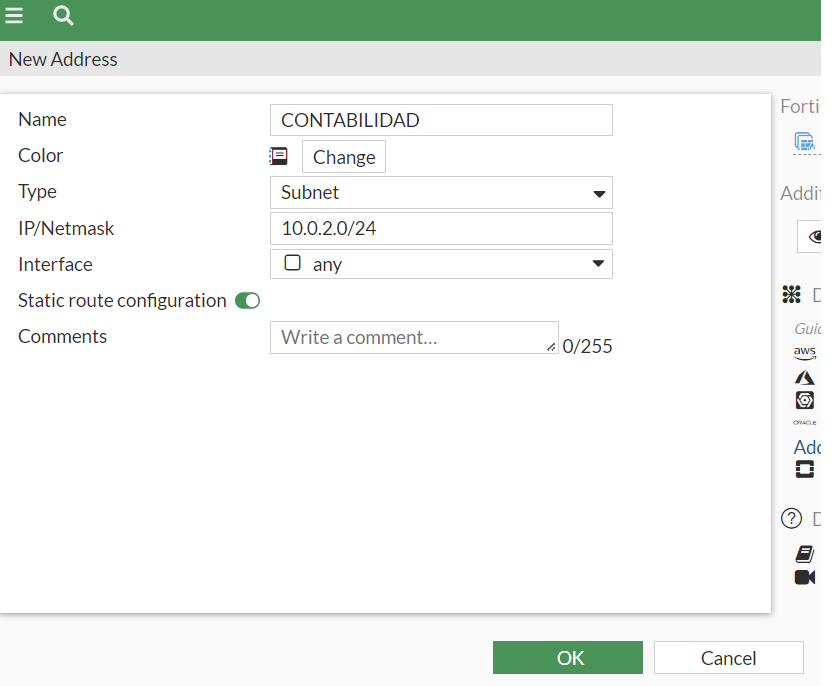 New Address
Name CONTABILIDAD
Color Change
Type Subnet
IP/Netmask 10.0.2.0/24
Interface any
Static route configuration
Comments Write a comment... 0/255
OK Cancel
Forti
Addit
D
Guid
aws
ORACLE
Add
? D